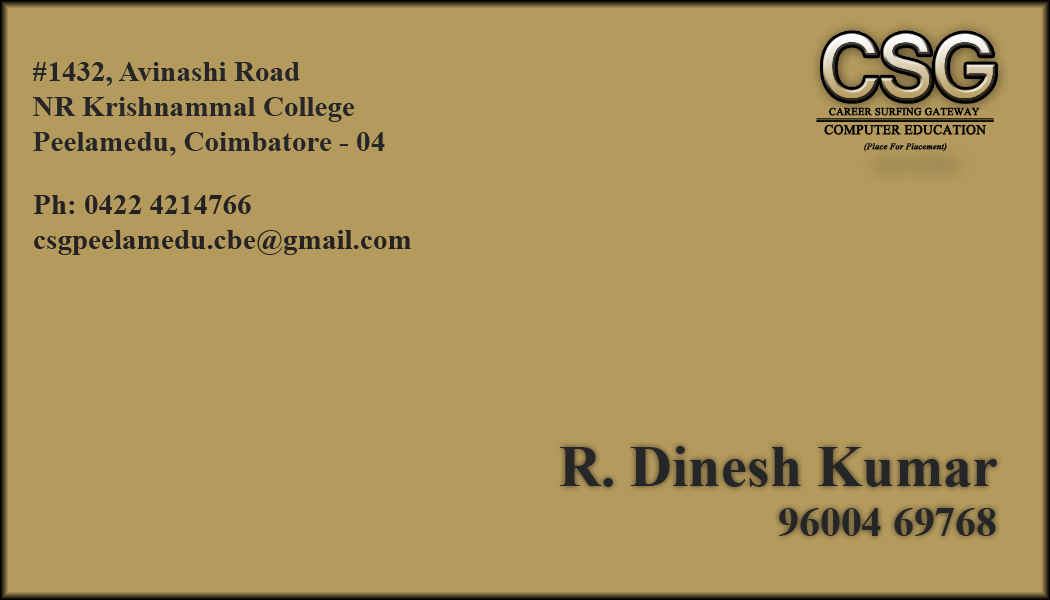 #1432, Avinashi Road
NR Krishnammal College
Peelamedu, Coimbatore - 04
Ph: 0422 4214766
csgpeelamedu.cbe@gmail.com
CSG
CAREER SURFING GATEWAY
COMPUTER EDUCATION
(Place For Placement)
R. Dinesh Kumar
96004 69768